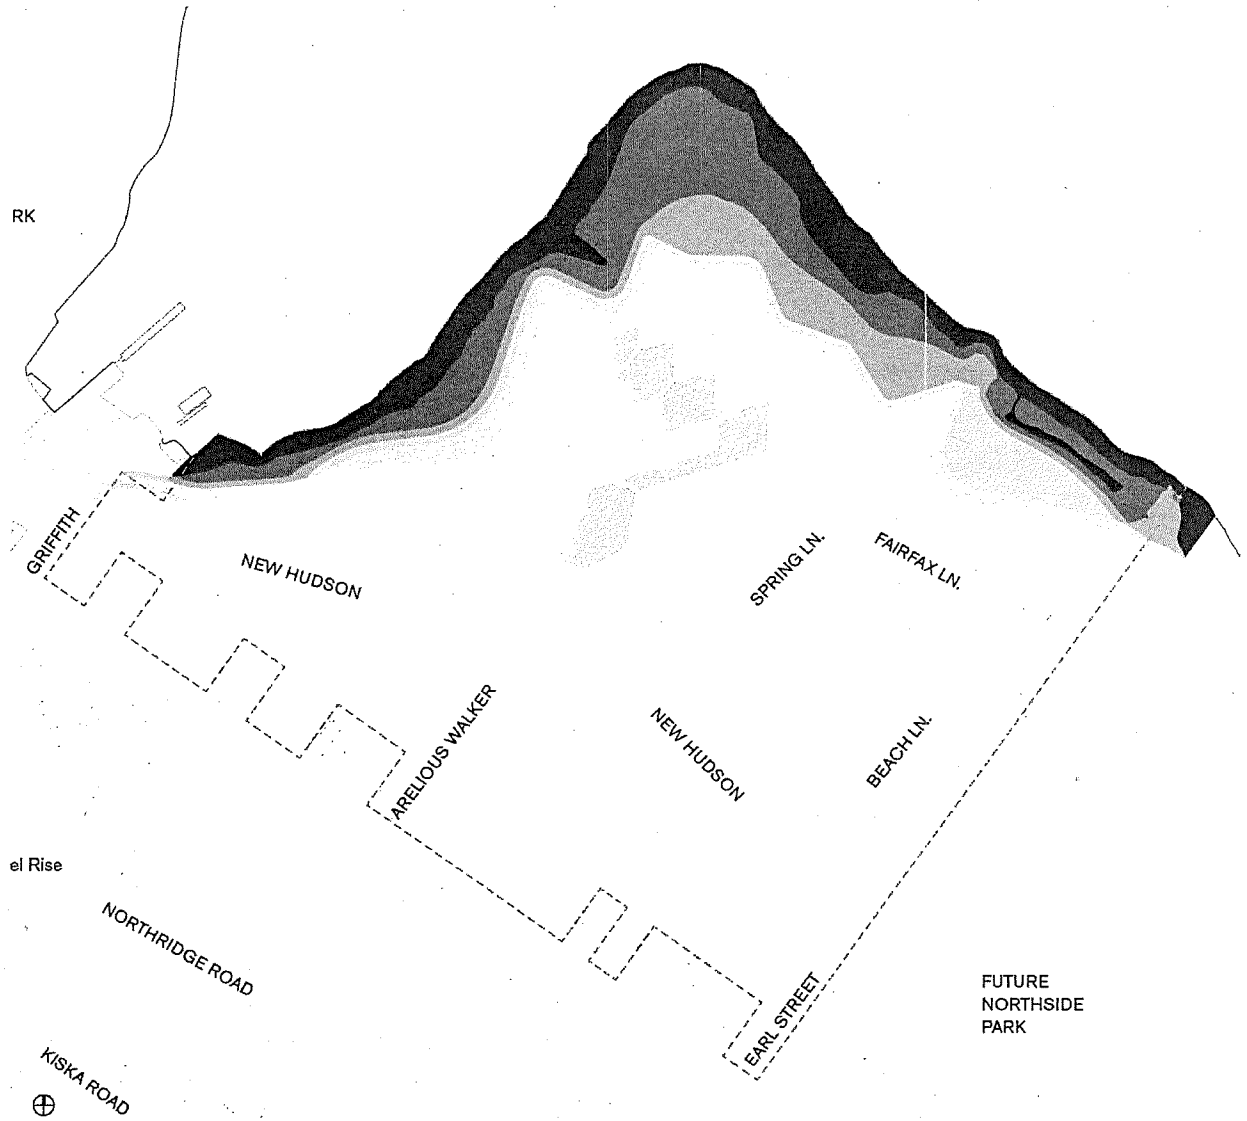 RK
GRIFFITH
NEW HUDSON
SPRING LN.
FAIRFAX LN.
ARELIOUS WALKER
NEW HUDSON
BEACH LN.
el Rise
NORTHRIDGE ROAD
EARL STREET
FUTURE
NORTHSIDE
PARK
KISKA ROAD